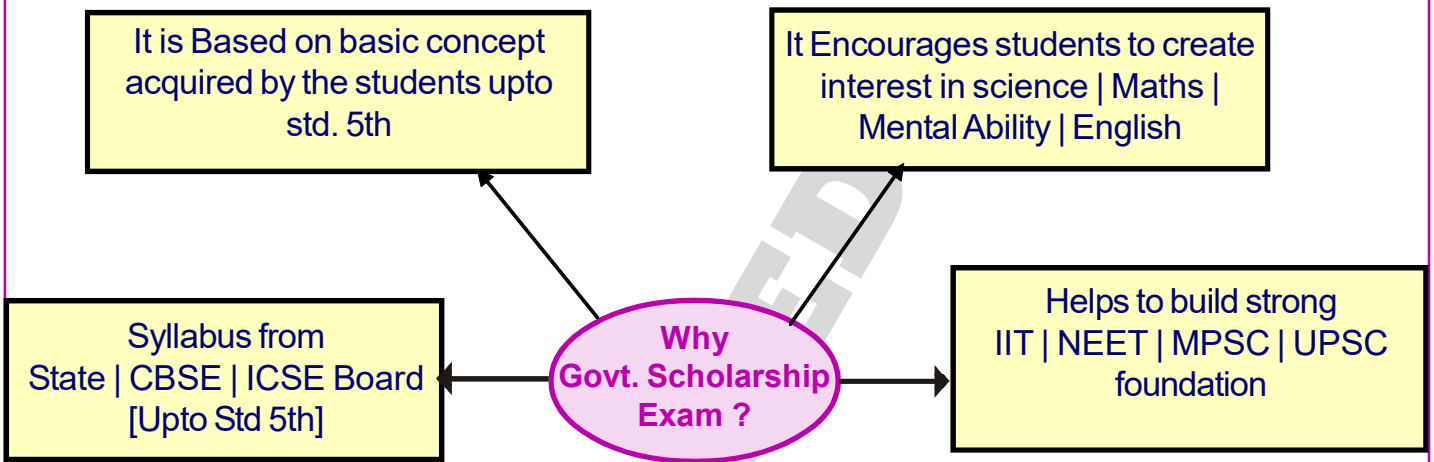 It is Based on basic concept
acquired by the students upto
std. 5th
It Encourages students to create
interest in science | Maths |
Mental Ability | English
Syllabus from
State | CBSE | ICSE Board
[Upto Std 5th]
Why
Govt. Scholarship
Exam ?
Helps to build strong
IIT | NEET | MPSC | UPSC
foundation
ED